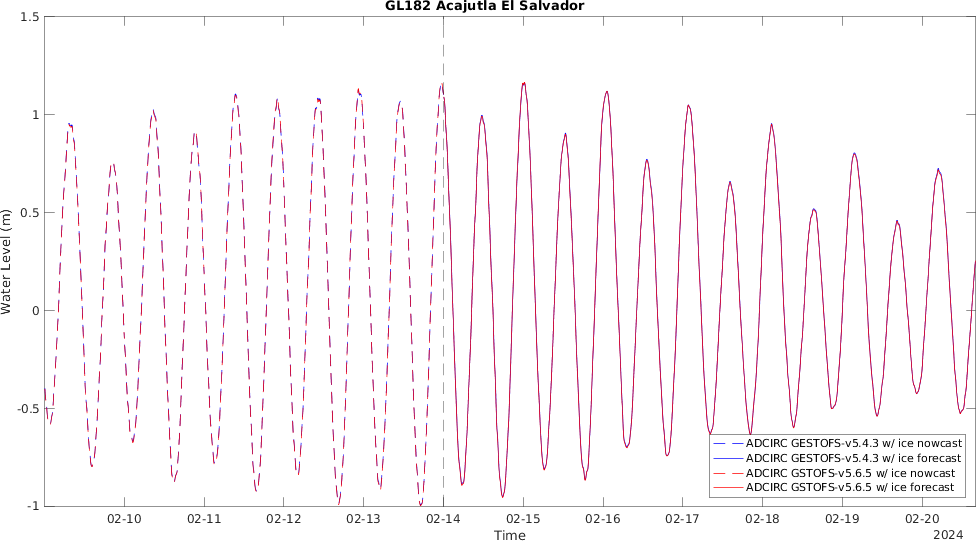 GL182 Acajutla El Salvador
1.5
1
0.5
0
-0.5
-1
Water Level (m)
02-10 02-11 02-12 02-13 02-14 02-15 02-16 02-17 02-18 02-19 02-20
Time
2024
ADCIRC GESTOFS-v5.4.3 w/ ice nowcast
ADCIRC GESTOFS-v5.4.3 w/ ice forecast
ADCIRC GSTOFS-v5.6.5 w/ ice nowcast
ADCIRC GSTOFS-v5.6.5 w/ ice forecast